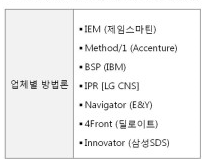 업체별 방법론
▪ IEM (제임스마틴)
▪ Method/1 (Accenture)
▪ BSP (IBM)
▪ IPR [LG CNS]
▪ Navigator (E&Y)
▪ 4Front (딜로이트)
▪ Innovator (삼성SDS)